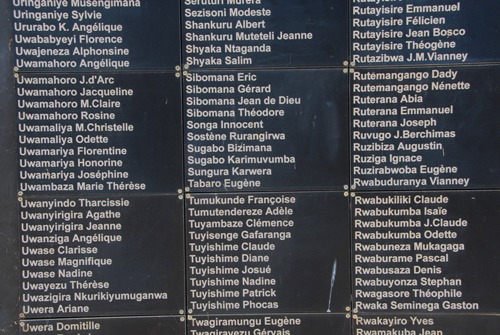 Uringaniye Musengimana
Uringaniye Sylvie
Ururabo K. Angélique
Uwababyeyi Florence
Uwajeneza Alphonsine
Uwamahoro Angélique
Uwamahoro J.d'Arc
Uwamahoro Jacqueline
Uwamahoro M.Claire
Uwamahoro Rosine
Uwamaliya M.Christelle
Uwamaliya Odette
Uwamariya Florentine
Uwamariya Honorine
Uwamariya Joséphine
Uwambaza Marie Thérèse
Uwanyindo Tharcissie
Uwanyirigira Agathe
Uwanyirigira Jeanne
Uwanziga Angélique
Uwase Clarisse
Uwase Magnifique
Uwase Nadine
Uwayezu Thérèse
Uwazigira Nkurikiyumuganwa
Uwera Ariane
Uwera Domitille
Seruturi Murera
Sezisoni Modeste
Shankuru Albert
Shankuru Muteteli Jeanne
Shyaka Ntaganda
Shyaka Salim
Sibomana Eric
Sibomana Gérard
Sibomana Jean de Dieu
Sibomana Théodore
Songa Innocent
Sostène Rurangirwa
Sugabo Bizimana
Sugabo Karimuvumba
Sungura Karwera
Tabaro Eugène
Tumukunde Françoise
Tumutendereze Adèle
Tuyambaze Clémence
Tuyisenge Gafaranga
Tuyishime Claude
Tuyishime Diane
Tuyishime Josué
Tuyishime Nadine
Tuyishime Patrick
Tuyishime Phocas
Twagiramungu Eugène
Twagirayezu Gervais
Rutayisire Emmanuel
Rutayisire Félicien
Rutayisire Jean Bosco
Rutayisire Théogène
Rutazibwa J.M.Vianney
Rutemangango Dady
Rutemangango Nénette
Ruterana Abia
Ruterana Emmanuel
Ruterana Joseph
Ruvugo J.Berchimas
Ruzibiza Augustin
Ruziga Ignace
Ruzirabwoba Eugène
Rwabuduranya Vianney
Rwabukiliki Claude
Rwabukumba Isaïe
Rwabukumba J.Claude
Rwabukumba Odette
Rwabuneza Mukagaga
Rwaburame Pascal
Rwabusaza Denis
Rwabuyonza Stephan
Rwagasore Théophile
Rwaka Seminega Gaston
Rwakayiro Yves
Rwamakuba Jean